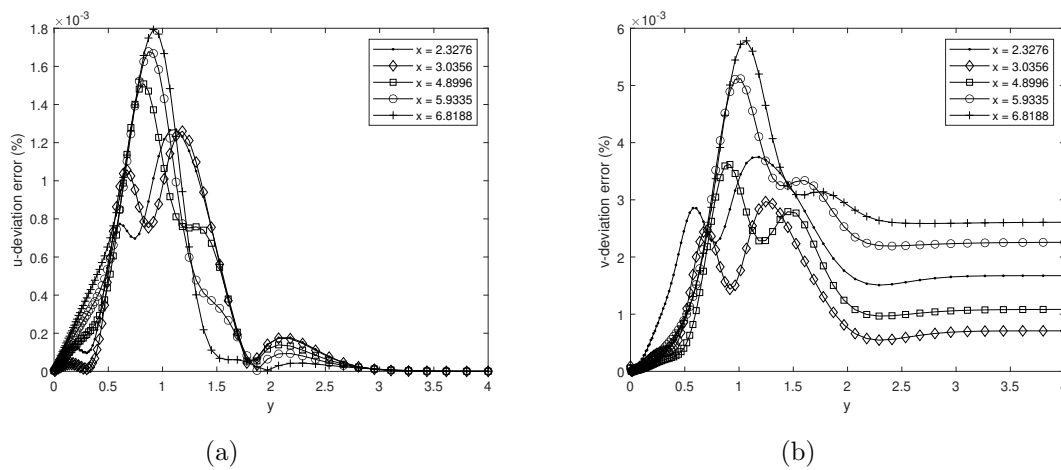 ×10⁻³
1.8
1.6
1.4
1.2
1
0.8
0.6
0.4
0.2
0
0 0.5 1 1.5 2 2.5 3 3.5 4
u-deviation error (%)
y
x = 2.3276
x = 3.0356
x = 4.8996
x = 5.9335
x = 6.8188
(a)
×10⁻³
6
5
4
3
2
1
0
0 0.5 1 1.5 2 2.5 3 3.5
v-deviation error (%)
y
x = 2.3276
x = 3.0356
x = 4.8996
x = 5.9335
x = 6.8188
(b)